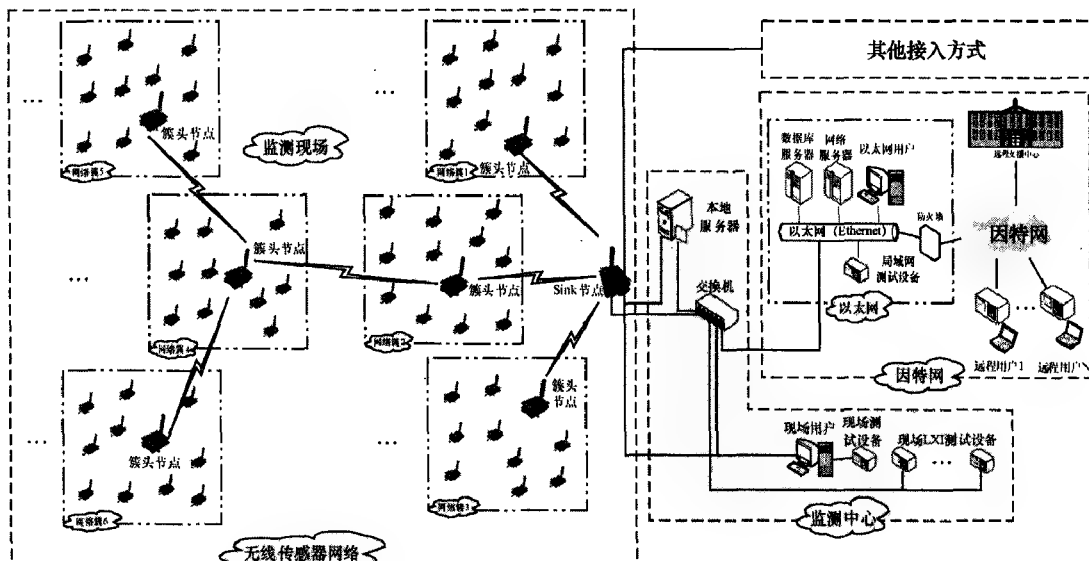 簇头节点
网络簇5
监测现场
簇头节点
网络簇1
簇头节点
网络簇4
簇头节点
网络簇2
Sink节点
簇头节点
网络簇6
簇头
节点
网络簇3
无线传感器网络
其他接入方式
数据库
服务器
网络
服务器
以太网用户
以太网（Ethernet）
防火墙
局域网
测试设备
以太网
远程支援中心
因特网
远程用户1
远程用户N
因特网
本地
服务器
交换机
现场用户
现场测
试设备
现场LXI测试设备
监测中心